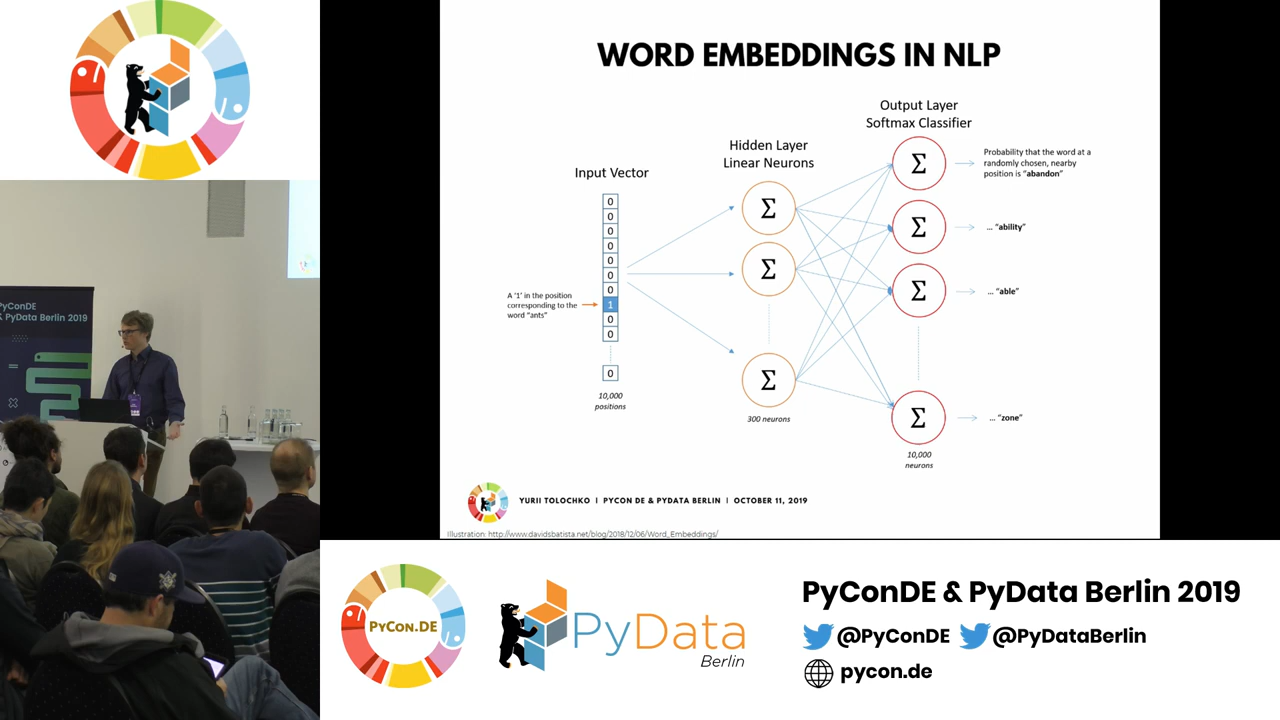 WORD EMBEDDINGS IN NLP
Output Layer
Softmax Classifier
Hidden Layer
Linear Neurons
Input Vector
Probability that the word at a
randomly chosen, nearby
position is "abandon"
0
0
0
0
0
0
0
1
0
0
0
A '1' in the position
corresponding to the
word "ants"
10,000
positions
Σ
Σ
Σ
300 neurons
Σ
Σ
Σ
Σ
... "ability"
... "able"
... "zone"
10,000
neurons
YURII TOLOCHKO | PYCON DE & PYDATA BERLIN | OCTOBER 11, 2019
Illustration: http://www.davidsbatista.net/blog/2018/12/06/Word_Embeddings/
PyConDE
& PyData Berlin 2019
PYCON.DE
PyData
Berlin
PyConDE & PyData Berlin 2019
@PyConDE @PyDataBerlin
pycon.de